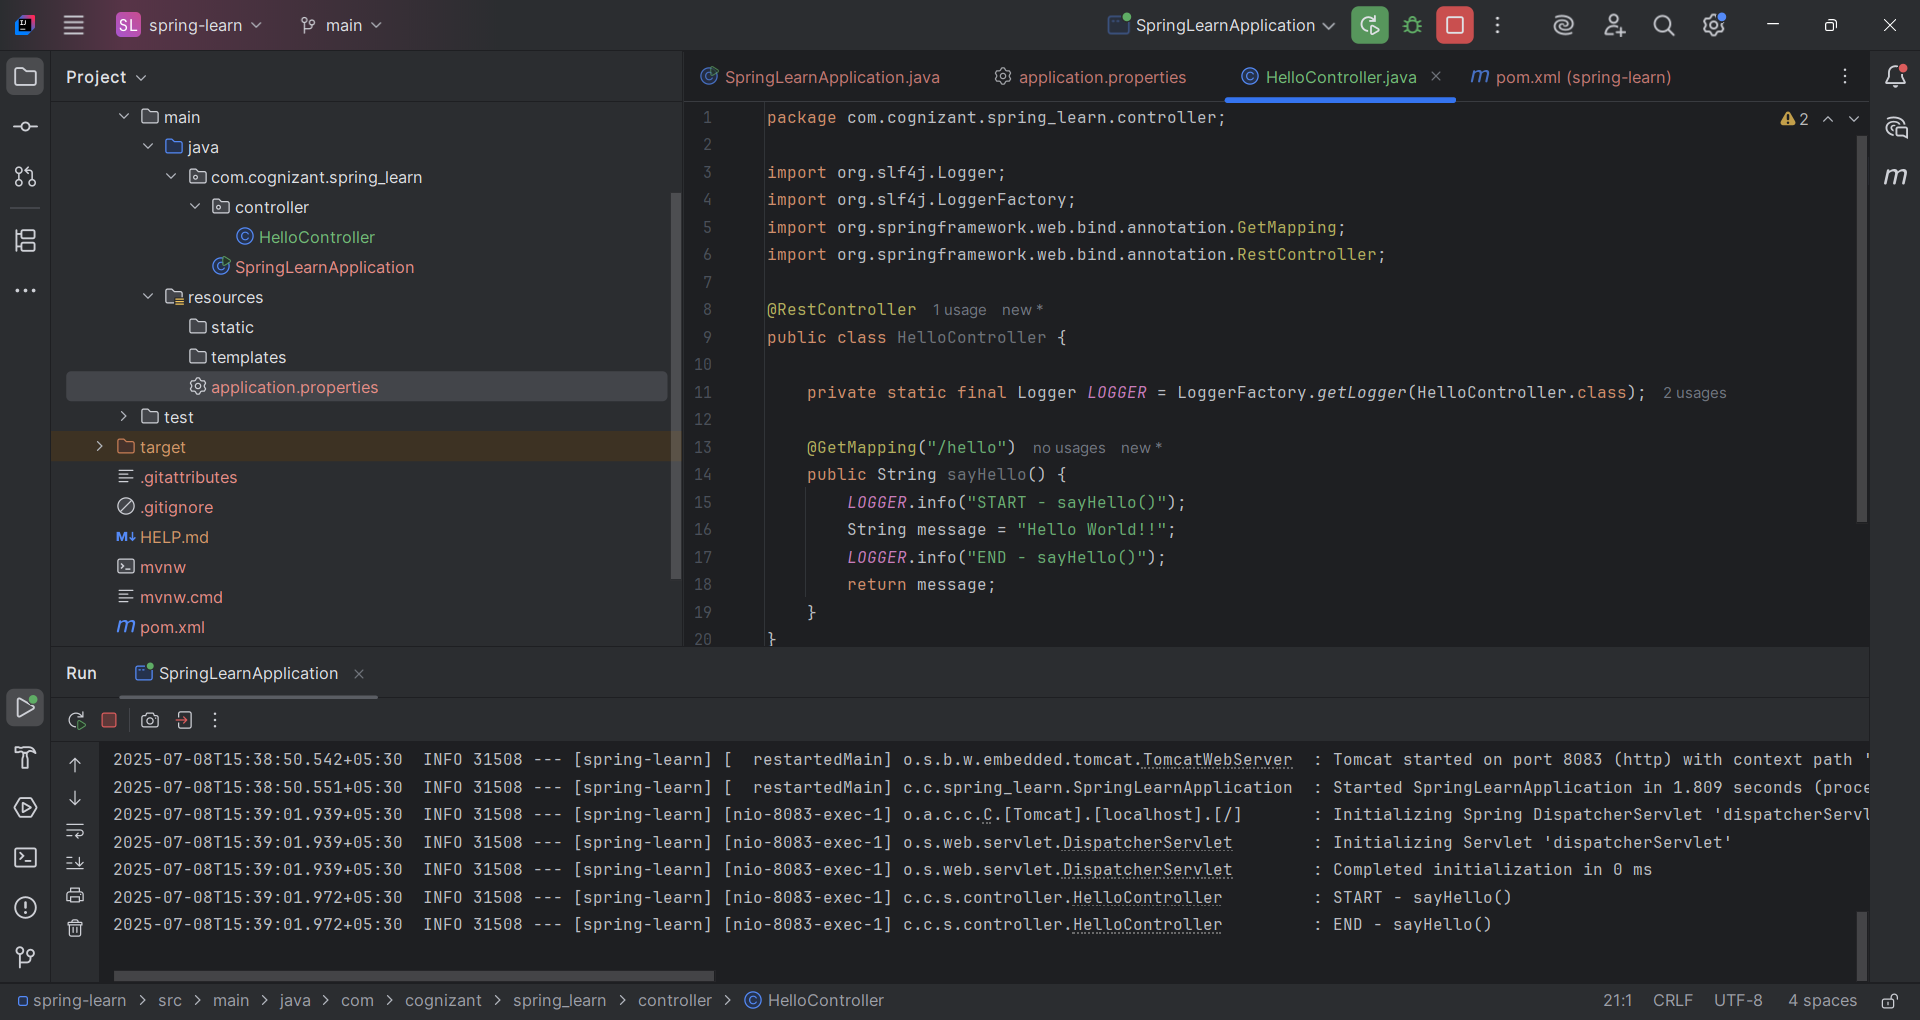 SL spring-learn main SpringLearnApplication
Project
main
java
com.cognizant.spring_learn
controller
HelloController
SpringLearnApplication
resources
static
templates
application.properties
test
target
.gitattributes
.gitignore
M↓ HELP.md
mvnw
mvnw.cmd
m pom.xml
SpringLearnApplication.java application.properties HelloController.java m pom.xml (spring-learn)
2
m
1 package com.cognizant.spring_learn.controller;
2
3 import org.slf4j.Logger;
4 import org.slf4j.LoggerFactory;
5 import org.springframework.web.bind.annotation.GetMapping;
6 import org.springframework.web.bind.annotation.RestController;
7
8 @RestController 1 usage new *
9 public class HelloController {
10
11 private static final Logger LOGGER = LoggerFactory.getLogger(HelloController.class); 2 usages
12
13 @GetMapping("/hello") no usages new *
14 public String sayHello() {
15 LOGGER.info("START - sayHello()");
16 String message = "Hello World!!";
17 LOGGER.info("END - sayHello()");
18 return message;
19 }
20 }
Run SpringLearnApplication
2025-07-08T15:38:50.542+05:30 INFO 31508 --- [spring-learn] [ restartedMain] o.s.b.w.embedded.tomcat.TomcatWebServer : Tomcat started on port 8083 (http) with context path '
2025-07-08T15:38:50.551+05:30 INFO 31508 --- [spring-learn] [ restartedMain] c.c.spring_learn.SpringLearnApplication : Started SpringLearnApplication in 1.809 seconds (proce
2025-07-08T15:39:01.939+05:30 INFO 31508 --- [spring-learn] [nio-8083-exec-1] o.a.c.c.C.[Tomcat].[localhost].[/] : Initializing Spring DispatcherServlet 'dispatcherServl
2025-07-08T15:39:01.939+05:30 INFO 31508 --- [spring-learn] [nio-8083-exec-1] o.s.web.servlet.DispatcherServlet : Initializing Servlet 'dispatcherServlet'
2025-07-08T15:39:01.939+05:30 INFO 31508 --- [spring-learn] [nio-8083-exec-1] o.s.web.servlet.DispatcherServlet : Completed initialization in 0 ms
2025-07-08T15:39:01.972+05:30 INFO 31508 --- [spring-learn] [nio-8083-exec-1] c.c.s.controller.HelloController : START - sayHello()
2025-07-08T15:39:01.972+05:30 INFO 31508 --- [spring-learn] [nio-8083-exec-1] c.c.s.controller.HelloController : END - sayHello()
spring-learn > src > main > java > com > cognizant > spring_learn > controller > HelloController 21:1 CRLF UTF-8 4 spaces